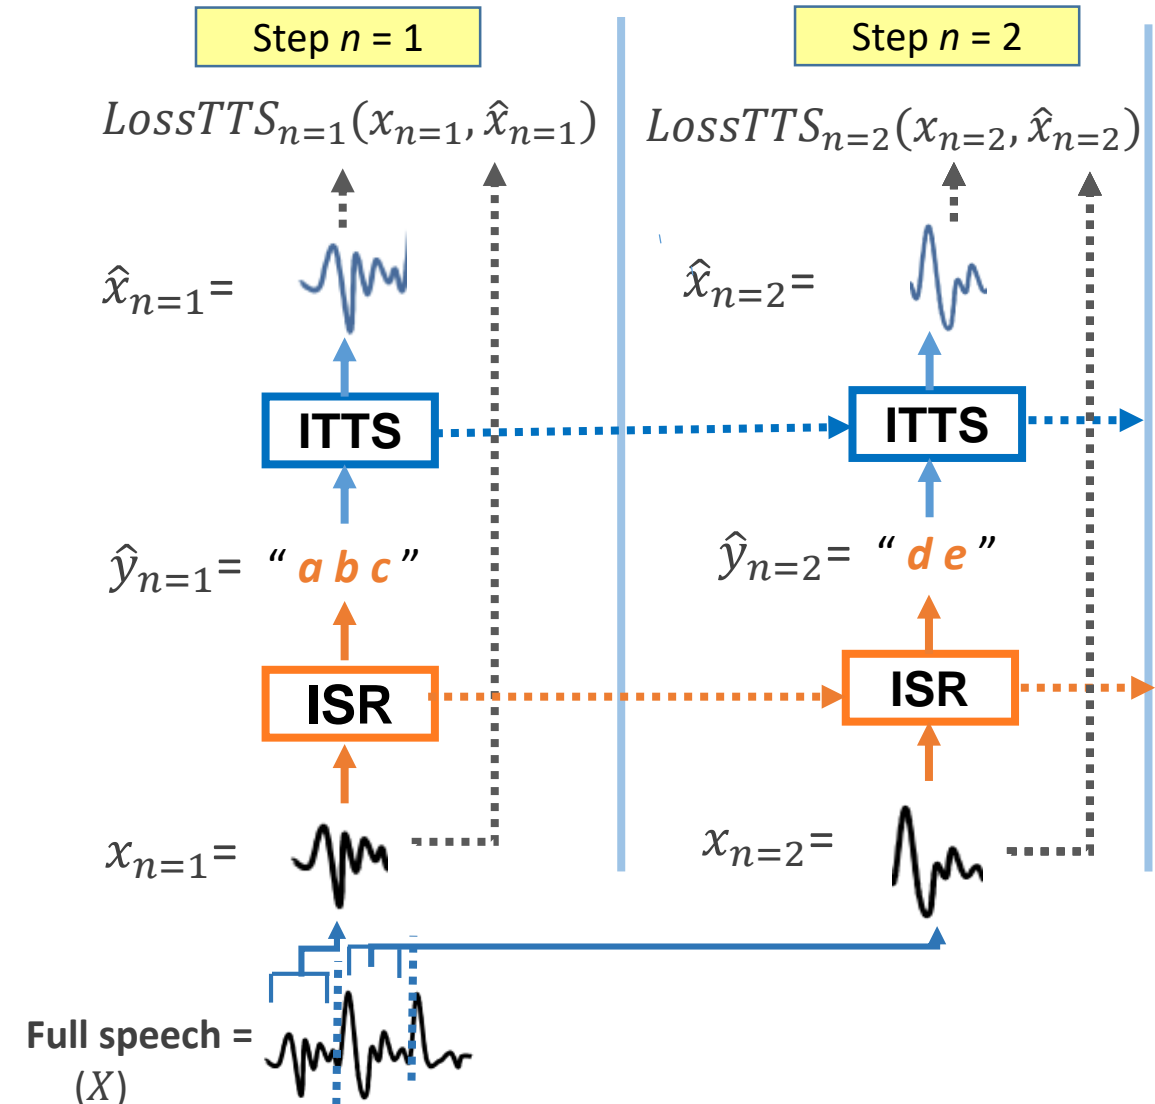 Step n = 1
LossTTS_{n=1}(x_{n=1}, x̂_{n=1})
x̂_{n=1}=
ITTS
ŷ_{n=1}= “ a b c ”
ISR
x_{n=1}=
Full speech =
(X)
Step n = 2
LossTTS_{n=2}(x_{n=2}, x̂_{n=2})
x̂_{n=2}=
ITTS
ŷ_{n=2}= “ d e ”
ISR
x_{n=2}=